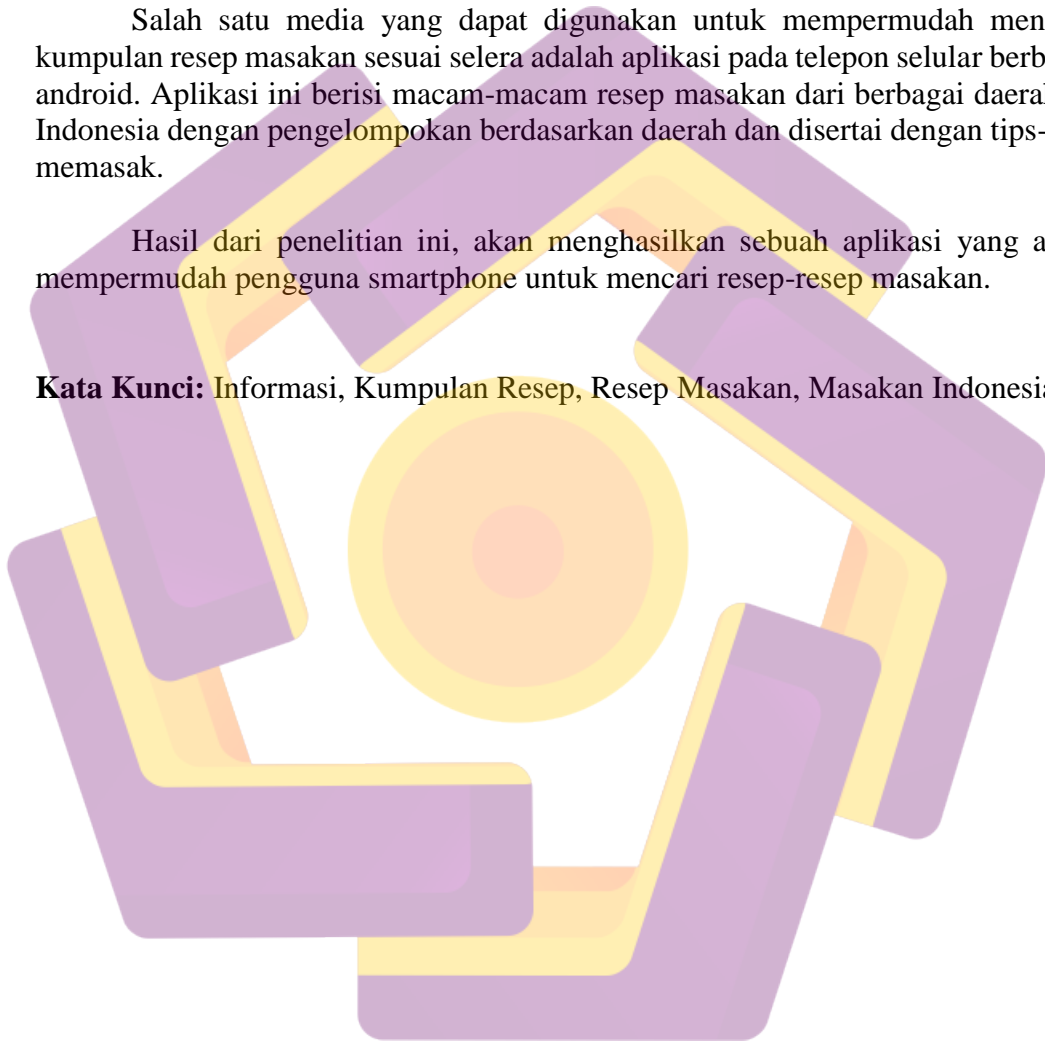 Salah satu media yang dapat digunakan untuk mempermudah men
kumpulan resep masakan sesuai selera adalah aplikasi pada telepon selular berb
android. Aplikasi ini berisi macam-macam resep masakan dari berbagai daerah
Indonesia dengan pengelompokan berdasarkan daerah dan disertai dengan tips-
memasak.
Hasil dari penelitian ini, akan menghasilkan sebuah aplikasi yang a
mempermudah pengguna smartphone untuk mencari resep-resep masakan.
Kata Kunci: Informasi, Kumpulan Resep, Resep Masakan, Masakan Indonesia